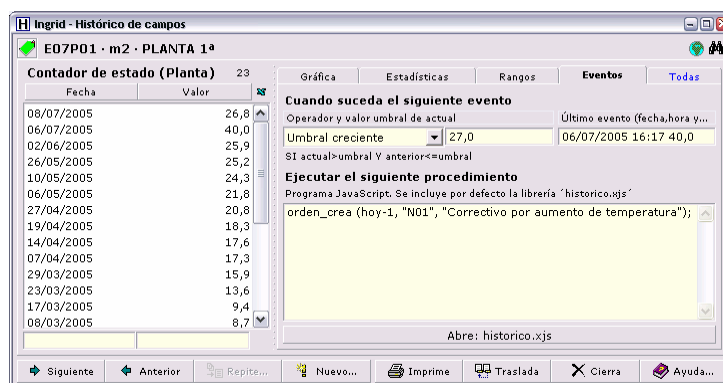 Ingrid - Histórico de campos
E07P01 · m2 · PLANTA 1ª
Contador de estado (Planta) 23
Fecha Valor
08/07/2005 26,8
06/07/2005 40,0
02/06/2005 25,9
26/05/2005 25,2
10/05/2005 24,3
06/05/2005 21,8
27/04/2005 20,8
19/04/2005 18,3
14/04/2005 17,6
07/04/2005 17,3
29/03/2005 15,9
23/03/2005 13,6
17/03/2005 9,4
08/03/2005 8,7
Gráfica Estadísticas Rangos Eventos Todas
Cuando suceda el siguiente evento
Operador y valor umbral de actual Último evento (fecha,hora y...
Umbral creciente 27,0 06/07/2005 16:17 40,0
SI actual>umbral Y anterior<=umbral
Ejecutar el siguiente procedimiento
Programa JavaScript. Se incluye por defecto la librería ´historico.xjs´
orden_crea (hoy-1, "N01", "Correctivo por aumento de temperatura");
Abre: historico.xjs
Siguiente Anterior Repite... Nuevo... Imprime Traslada Cierra Ayuda...